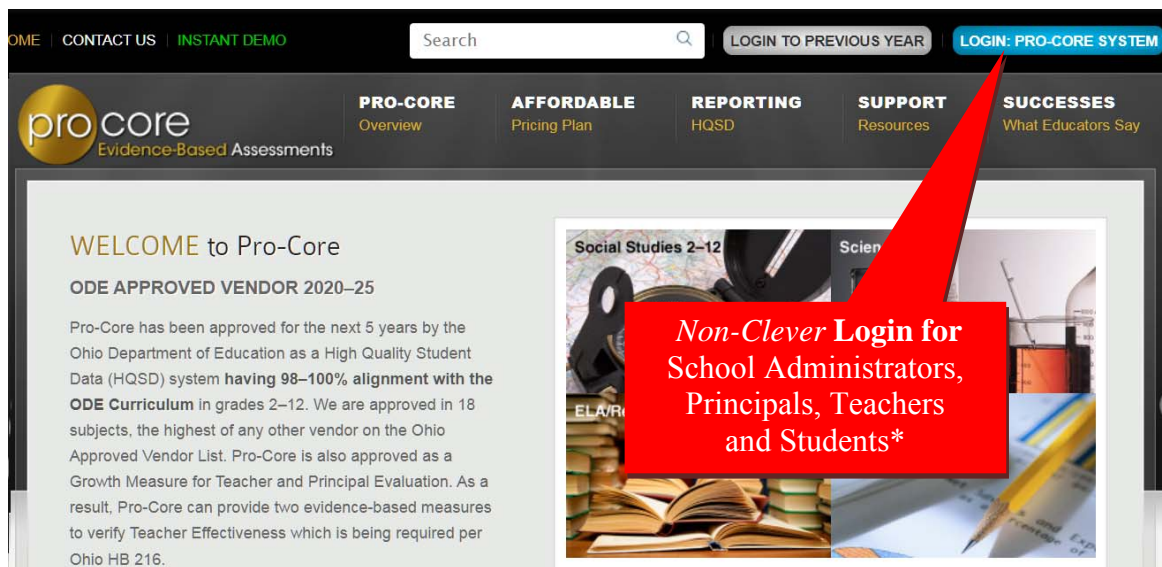 OME CONTACT US INSTANT DEMO Search LOGIN TO PREVIOUS YEAR LOGIN: PRO-CORE SYSTEM
pro core
Evidence-Based Assessments
PRO-CORE AFFORDABLE REPORTING SUPPORT SUCCESSES
Overview Pricing Plan HQSD Resources What Educators Say
WELCOME to Pro-Core
ODE APPROVED VENDOR 2020–25
Pro-Core has been approved for the next 5 years by the
Ohio Department of Education as a High Quality Student
Data (HQSD) system having 98–100% alignment with the
ODE Curriculum in grades 2–12. We are approved in 18
subjects, the highest of any other vendor on the Ohio
Approved Vendor List. Pro-Core is also approved as a
Growth Measure for Teacher and Principal Evaluation. As a
result, Pro-Core can provide two evidence-based measures
to verify Teacher Effectiveness which is being required per
Ohio HB 216.
Social Studies 2–12
Scien
ELA/Re
Non-Clever Login for
School Administrators,
Principals, Teachers
and Students*